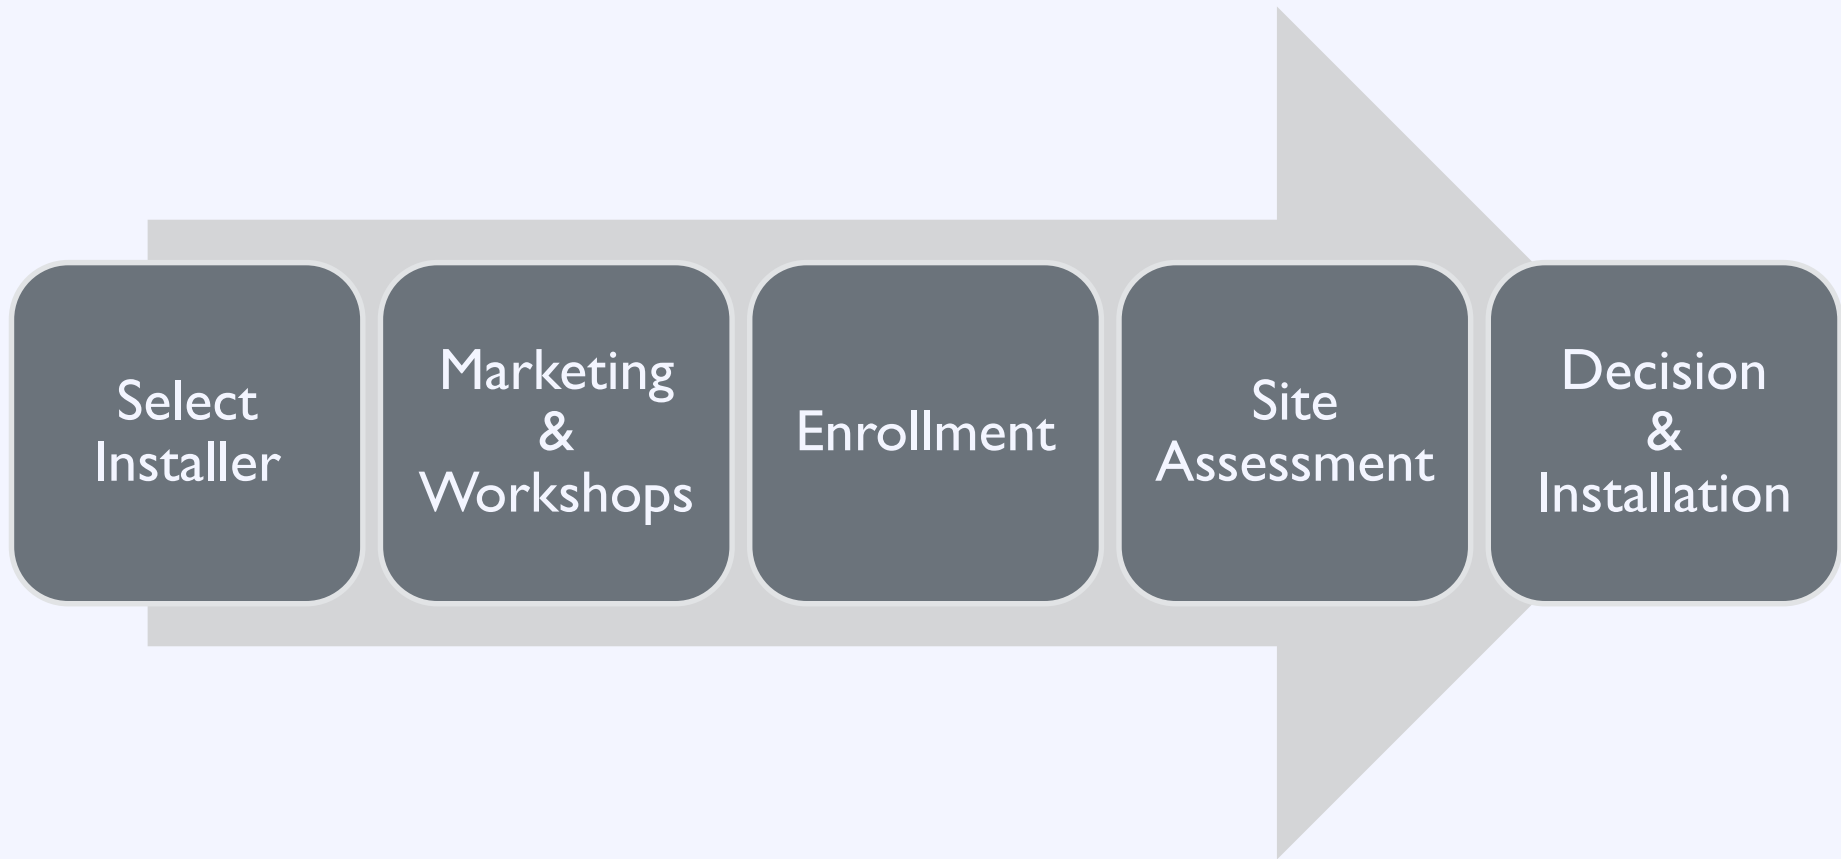 Select
Installer
Marketing
&
Workshops
Enrollment
Site
Assessment
Decision
&
Installation